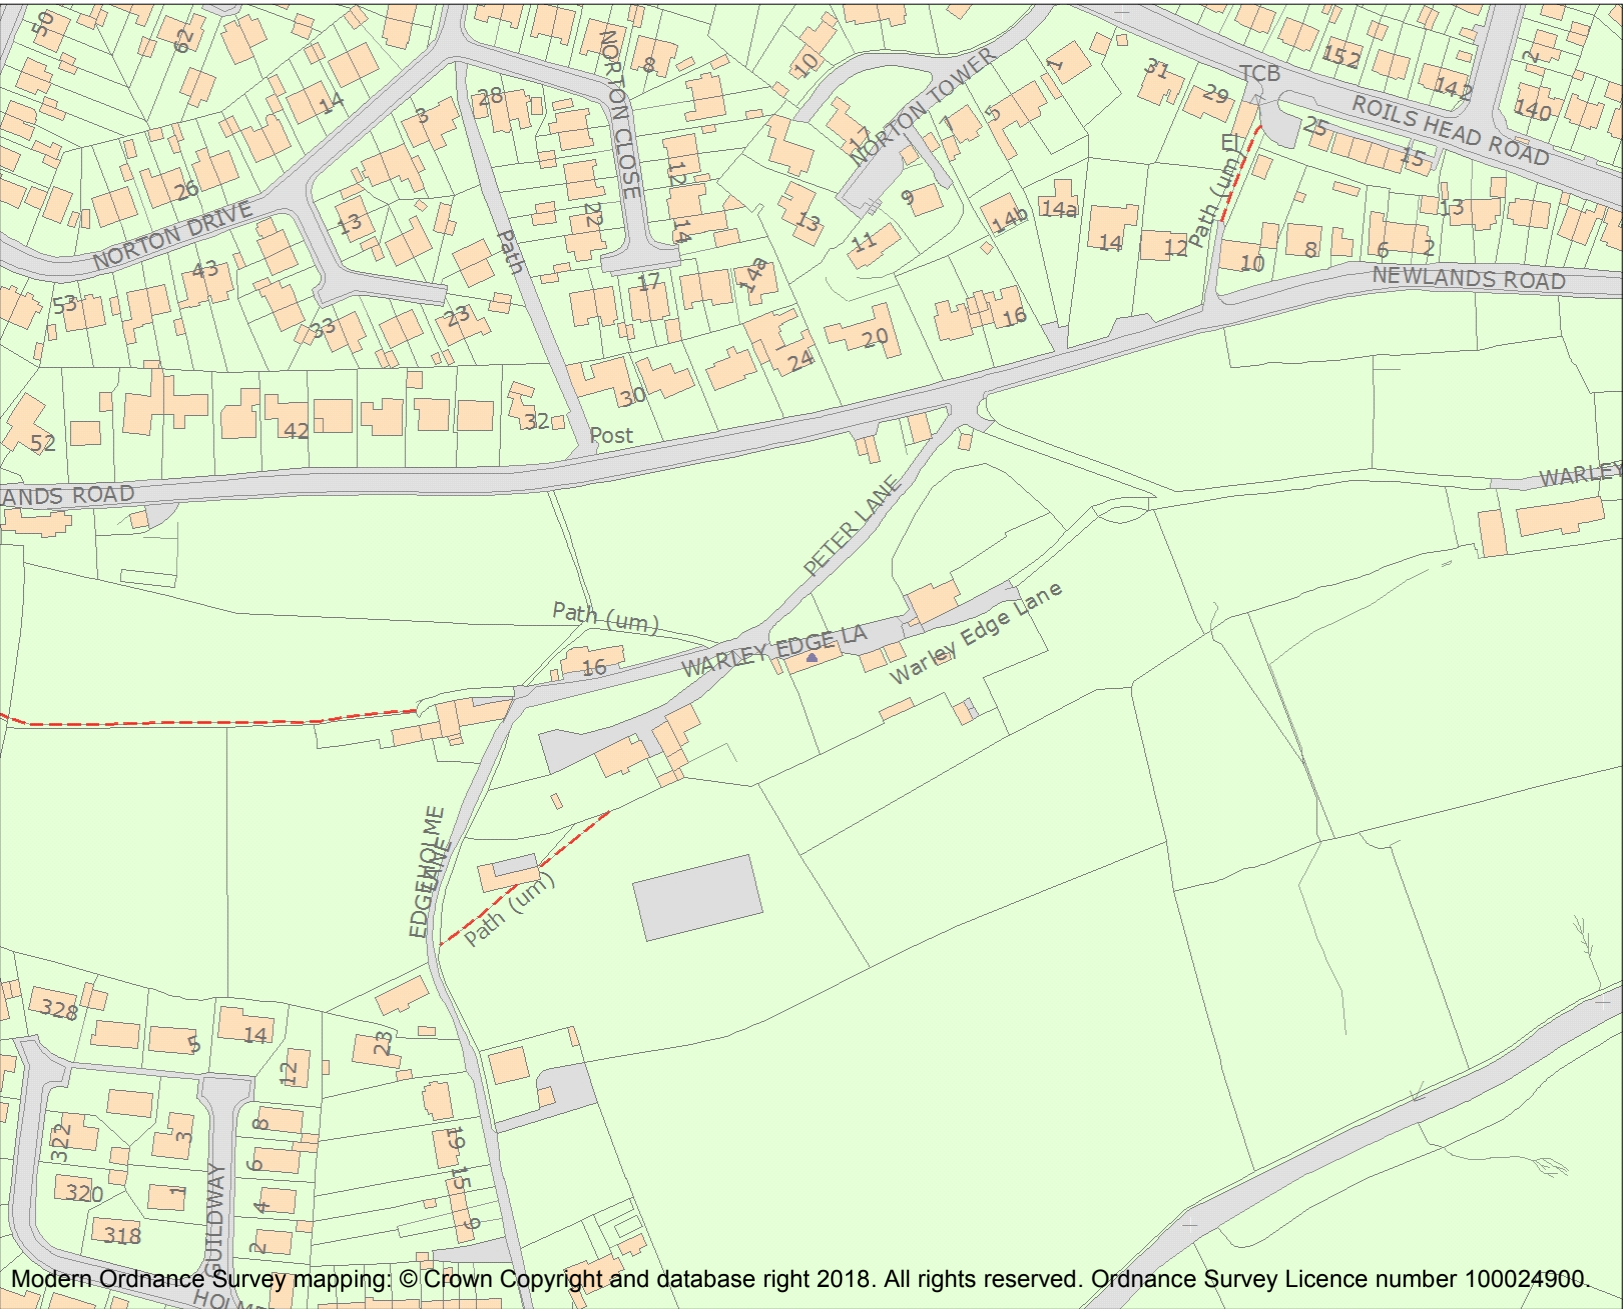 50
62
14
26
NORTON DRIVE
3
28
NORTON CLOSE
8
10
NORTON TOWER
17
7
5
1
31
29
TCB
152
142
2
140
ROILS HEAD ROAD
25
15
El
Path (um)
12
14
22
13
11
9
14b
14a
14
12
10
8
6
2
13
NEWLANDS ROAD
13
43
53
33
23
Path
17
14a
24
20
16
30
32
42
52
Post
ANDS ROAD
PETER LANE
WARLEY
Path (um)
16
WARLEY EDGE LA
Warley Edge Lane
EDGEHOLME
LANE
Path (um)
328
5
14
12
23
322
3
8
6
320
1
4
318
2
GUILDWAY
19
15
9
Modern Ordnance Survey mapping: © Crown Copyright and database right 2018. All rights reserved. Ordnance Survey Licence number 100024900.